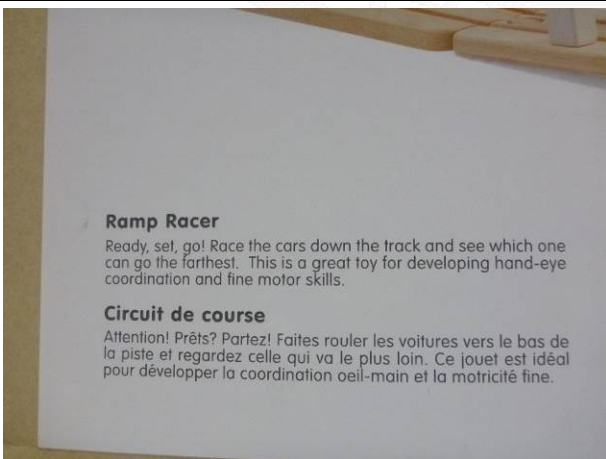 Ramp Racer
Ready, set, go! Race the cars down the track and see which one
can go the farthest. This is a great toy for developing hand-eye
coordination and fine motor skills.
Circuit de course
Attention! Prêts? Partez! Faites rouler les voitures vers le bas de
la piste et regardez celle qui va le plus loin. Ce jouet est idéal
pour développer la coordination oeil-main et la motricité fine.